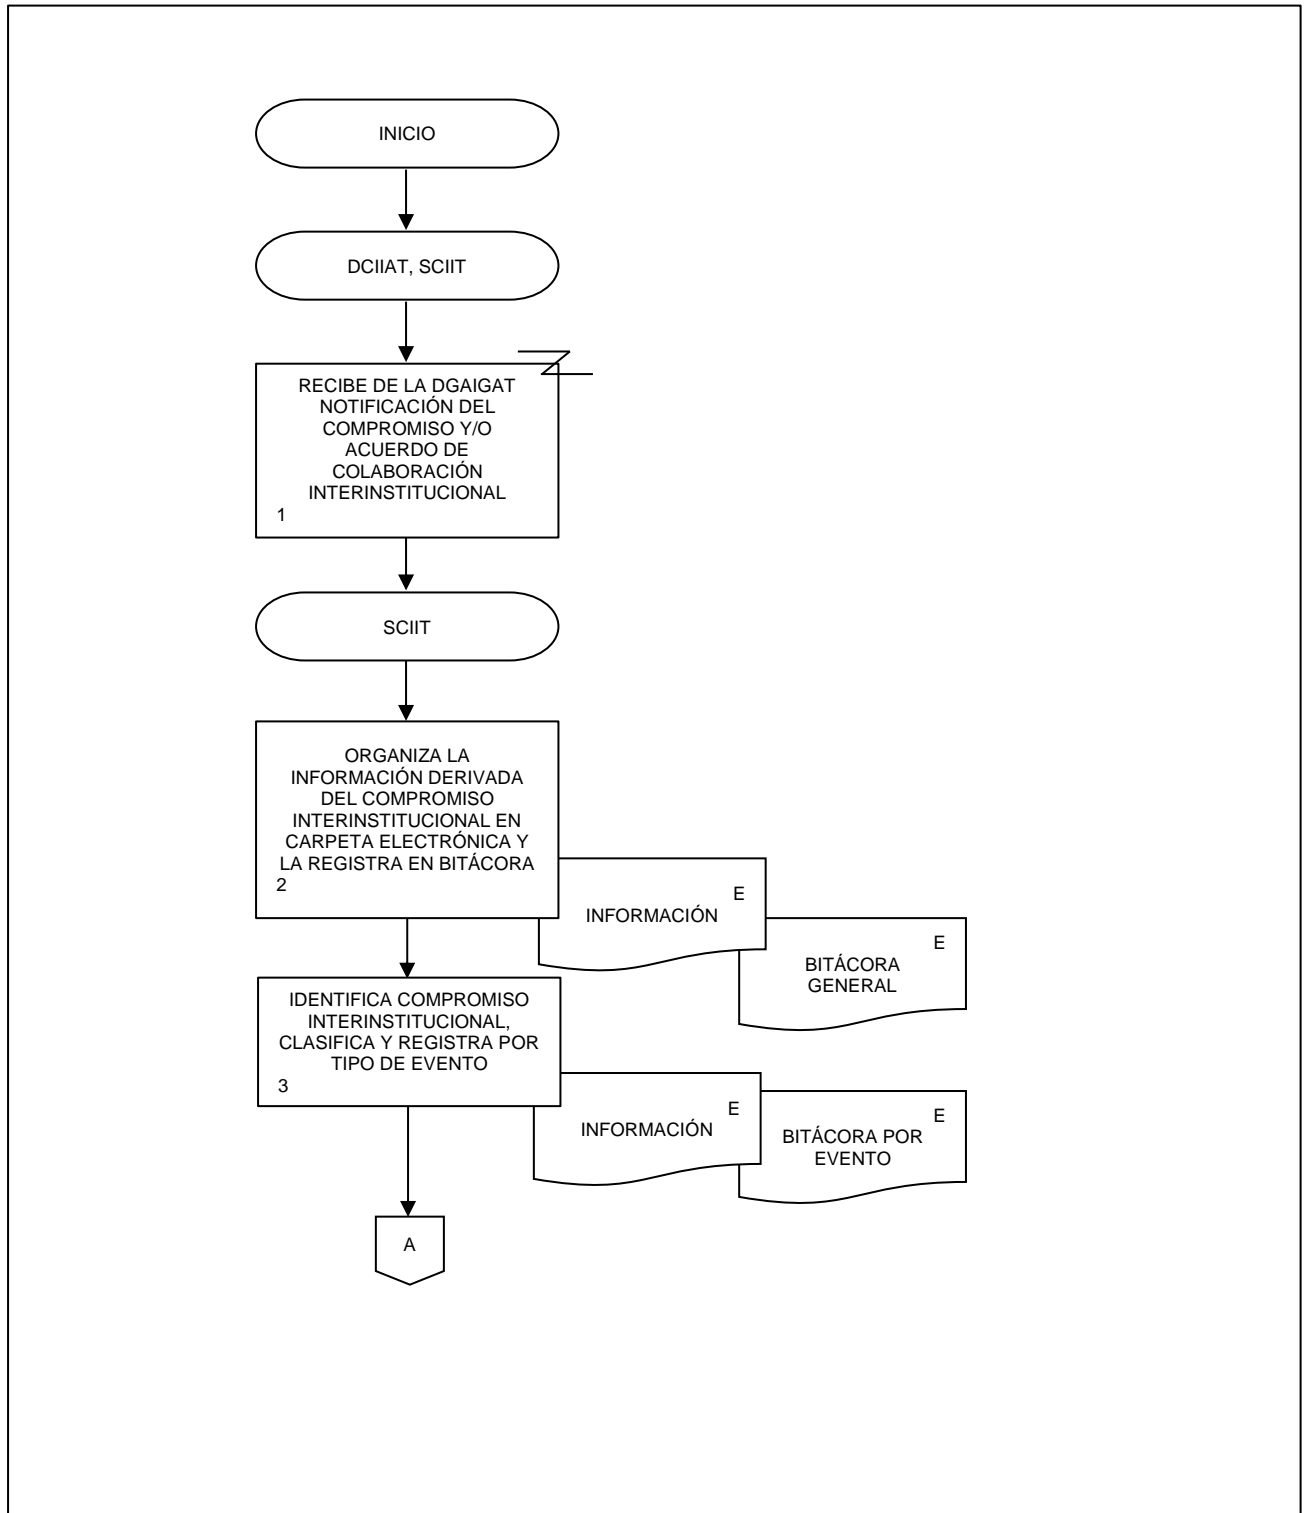 INICIO
DCIIAT, SCIIT
RECIBE DE LA DGAIGAT
NOTIFICACIÓN DEL
COMPROMISO Y/O
ACUERDO DE
COLABORACIÓN
INTERINSTITUCIONAL
1
SCIIT
ORGANIZA LA
INFORMACIÓN DERIVADA
DEL COMPROMISO
INTERINSTITUCIONAL EN
CARPETA ELECTRÓNICA Y
LA REGISTRA EN BITÁCORA
2
E
INFORMACIÓN
E
BITÁCORA
GENERAL
IDENTIFICA COMPROMISO
INTERINSTITUCIONAL,
CLASIFICA Y REGISTRA POR
TIPO DE EVENTO
3
E
INFORMACIÓN
E
BITÁCORA POR
EVENTO
A